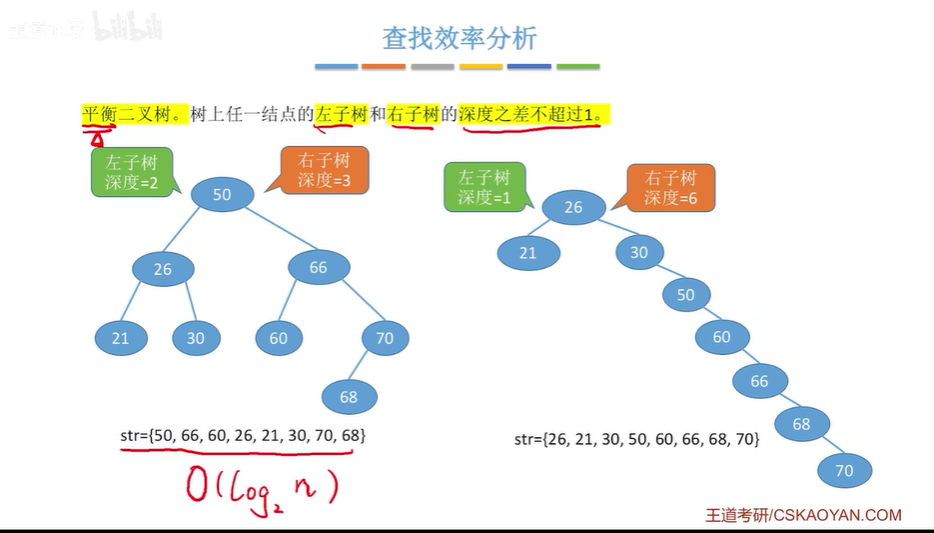 bilibili
查找效率分析
平衡二叉树。树上任一结点的左子树和右子树的深度之差不超过1。
左子树
深度=2
右子树
深度=3
50
26
66
21
30
60
70
68
str={50, 66, 60, 26, 21, 30, 70, 68}
O(log₂ n)
左子树
深度=1
右子树
深度=6
26
21
30
50
60
66
68
70
str={26, 21, 30, 50, 60, 66, 68, 70}
王道考研/CSKAOYAN.COM